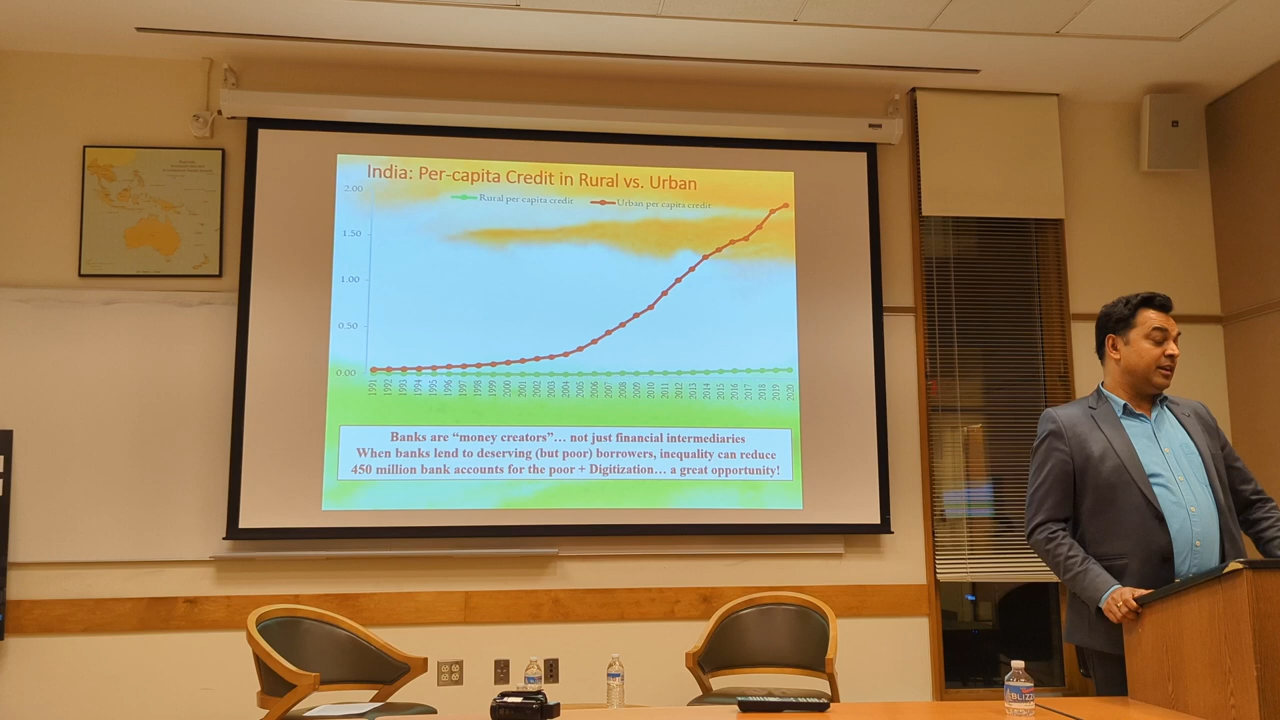 India: Per-capita Credit in Rural vs. Urban
Rural per capita credit Urban per capita credit
2.00
1.50
1.00
0.50
0.00
1991 1992 1993 1994 1995 1996 1997 1998 1999 2000 2001 2002 2003 2004 2005 2006 2007 2008 2009 2010 2011 2012 2013 2014 2015 2016 2017 2018 2019 2020
Banks are “money creators”… not just financial intermediaries
When banks lend to deserving (but poor) borrowers, inequality can reduce
450 million bank accounts for the poor + Digitization… a great opportunity!
BLIZZ